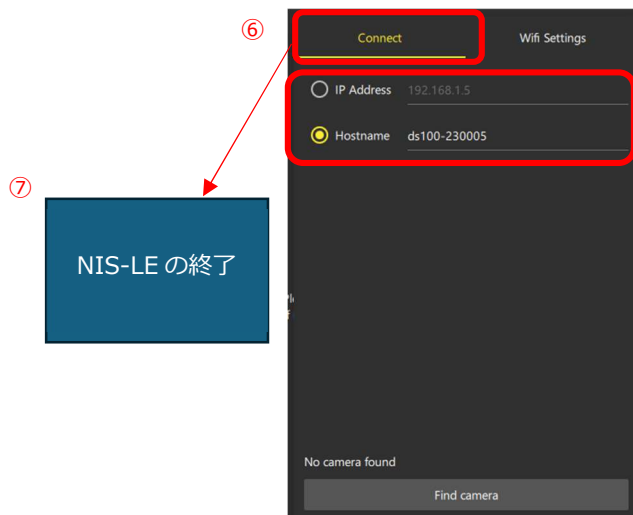 ⑥
Connect Wifi Settings
IP Address 192.168.1.5
Hostname ds100-230005
⑦
NIS-LE の終了
No camera found
Find camera